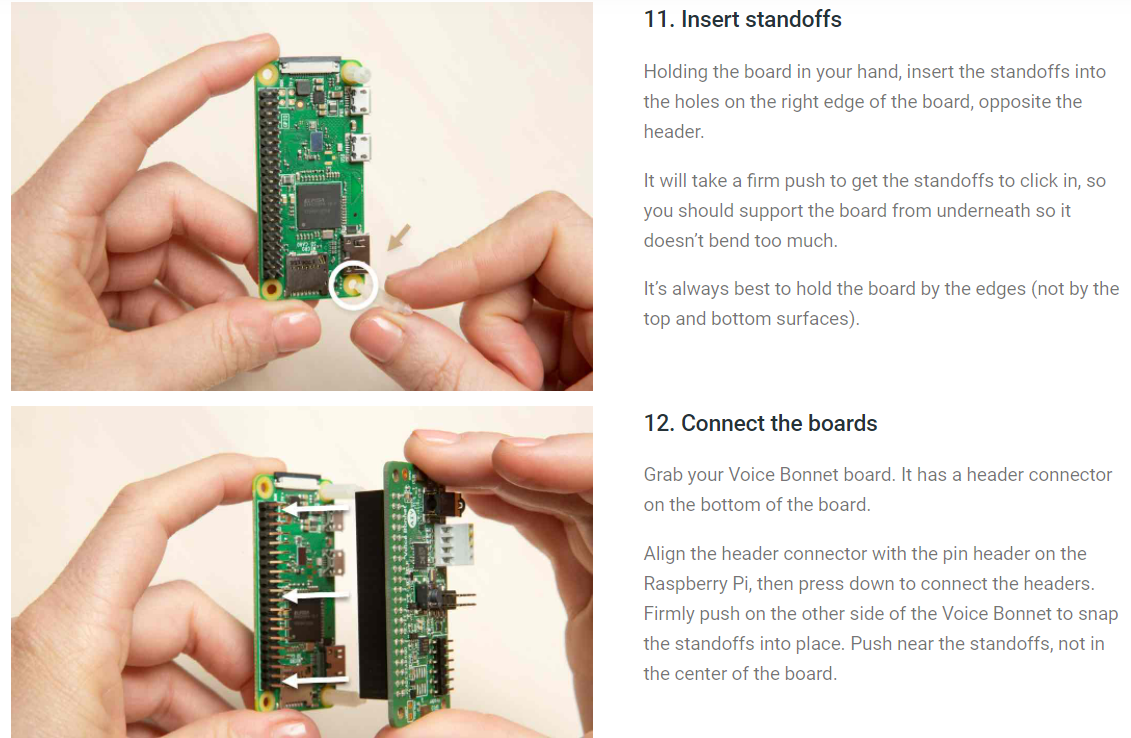 11. Insert standoffs
Holding the board in your hand, insert the standoffs into
the holes on the right edge of the board, opposite the
header.
It will take a firm push to get the standoffs to click in, so
you should support the board from underneath so it
doesn’t bend too much.
It’s always best to hold the board by the edges (not by the
top and bottom surfaces).
12. Connect the boards
Grab your Voice Bonnet board. It has a header connector
on the bottom of the board.
Align the header connector with the pin header on the
Raspberry Pi, then press down to connect the headers.
Firmly push on the other side of the Voice Bonnet to snap
the standoffs into place. Push near the standoffs, not in
the center of the board.